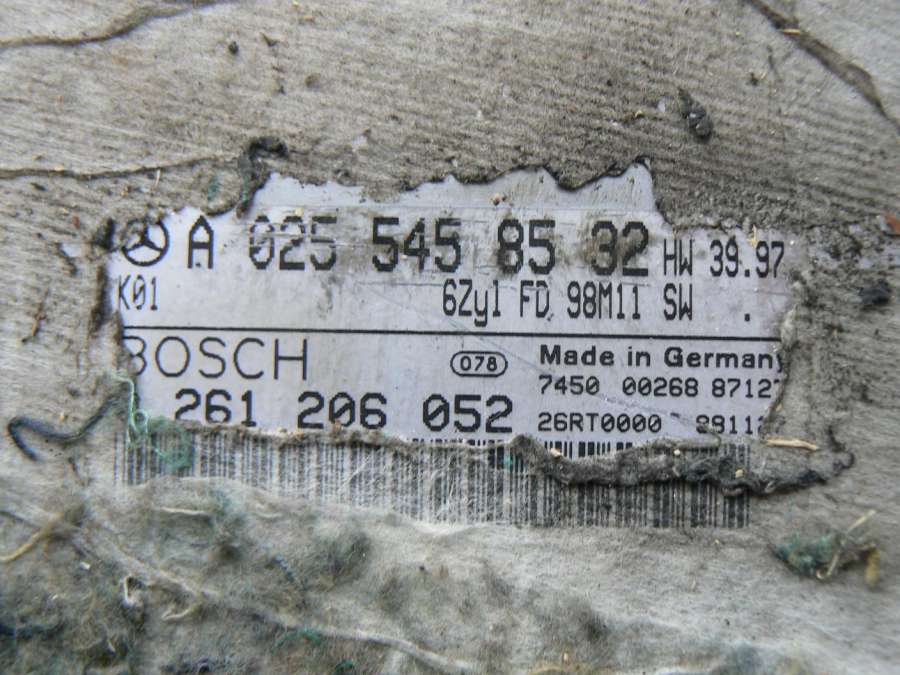 A 025 545 85 32 HW 39.97
K01 6Zyl FD 98M11 SW .
BOSCH 078 Made in Germany
7450 00268 8712
261 206 052 26RT0000